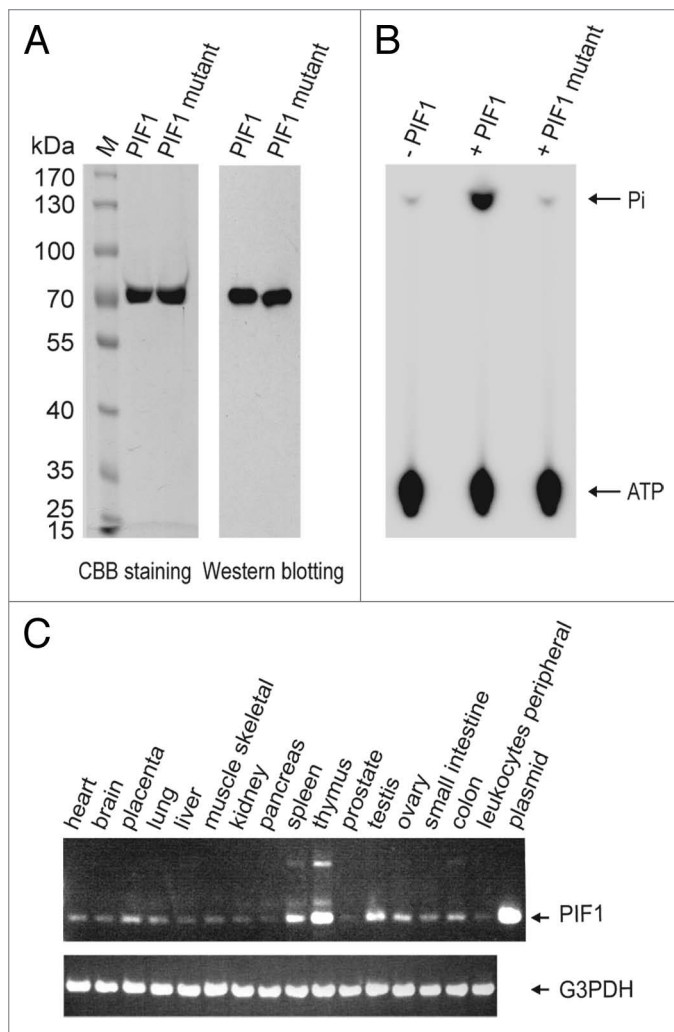 A
kDa
M
PIF1
PIF1 mutant
PIF1
PIF1 mutant
170
130
100
70
55
40
35
25
15
CBB staining
Western blotting
B
- PIF1
+ PIF1
+ PIF1 mutant
Pi
ATP
C
heart
brain
placenta
lung
liver
muscle skeletal
kidney
pancreas
spleen
thymus
prostate
testis
ovary
small intestine
colon
leukocytes peripheral
plasmid
PIF1
G3PDH